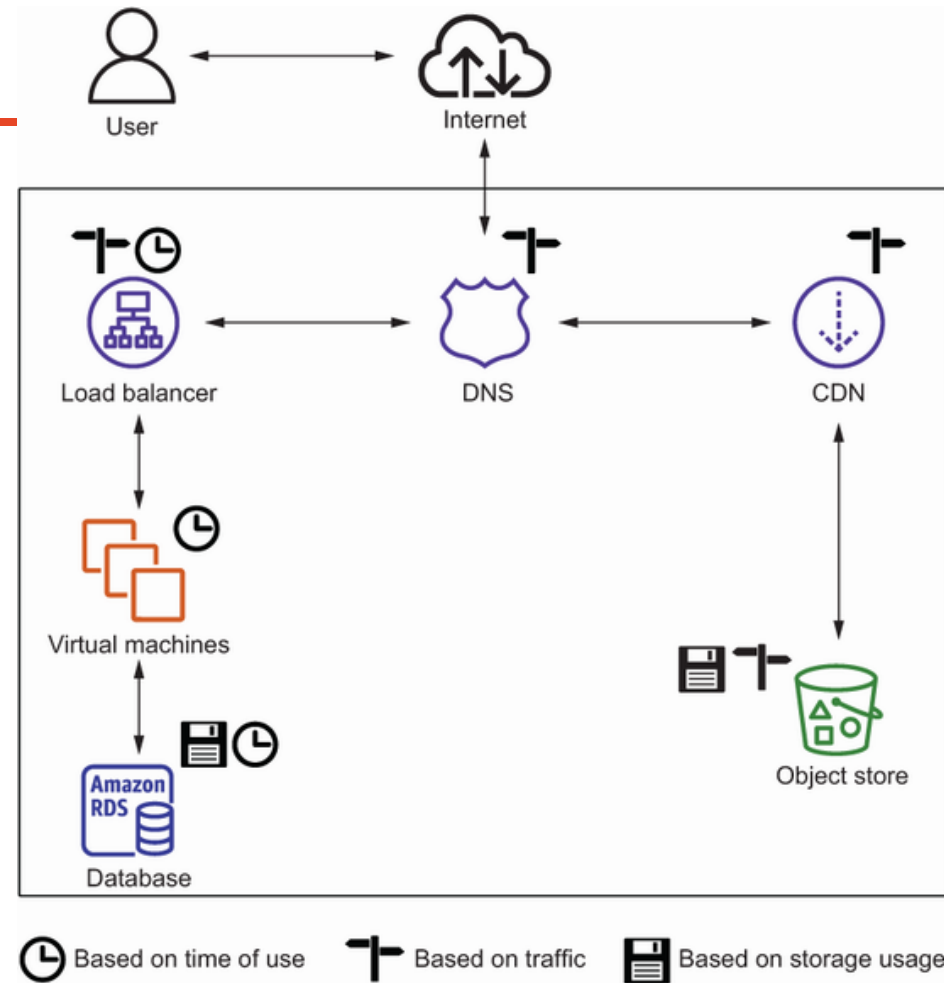 User
Internet
Load balancer
DNS
CDN
Virtual machines
Object store
Amazon
RDS
Database
Based on time of use
Based on traffic
Based on storage usage